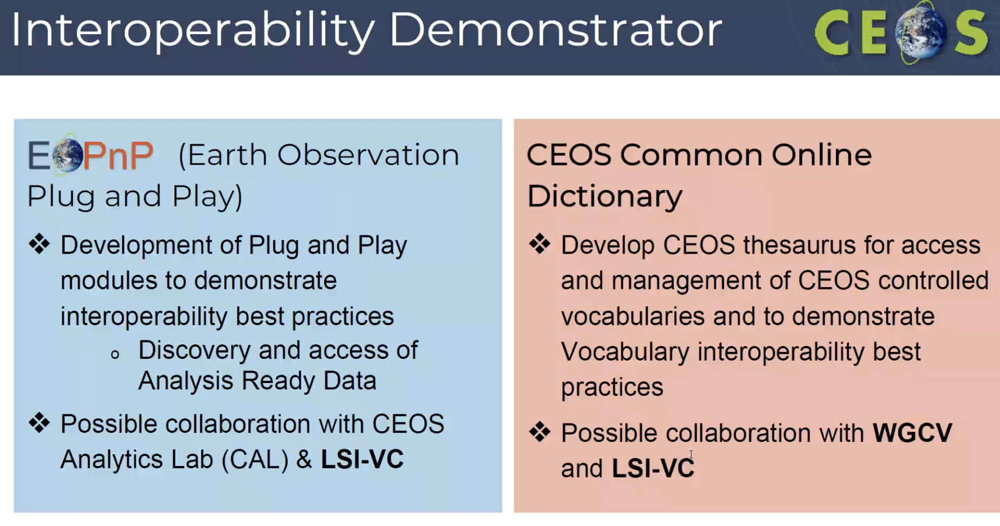 Interoperability Demonstrator
CEOS
EOPnP (Earth Observation
Plug and Play)
❖ Development of Plug and Play
modules to demonstrate
interoperability best practices
o Discovery and access of
Analysis Ready Data
❖ Possible collaboration with CEOS
Analytics Lab (CAL) & LSI-VC
CEOS Common Online
Dictionary
❖ Develop CEOS thesaurus for access
and management of CEOS controlled
vocabularies and to demonstrate
Vocabulary interoperability best
practices
❖ Possible collaboration with WGCV
and LSI-VC